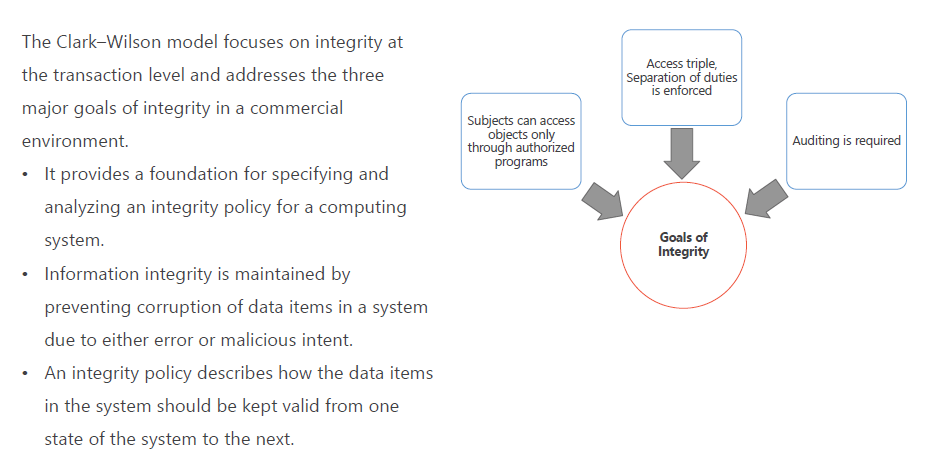 The Clark–Wilson model focuses on integrity at
the transaction level and addresses the three
major goals of integrity in a commercial
environment.
• It provides a foundation for specifying and
analyzing an integrity policy for a computing
system.
• Information integrity is maintained by
preventing corruption of data items in a system
due to either error or malicious intent.
• An integrity policy describes how the data items
in the system should be kept valid from one
state of the system to the next.
Subjects can access
objects only
through authorized
programs
Access triple,
Separation of duties
is enforced
Auditing is required
Goals of
Integrity